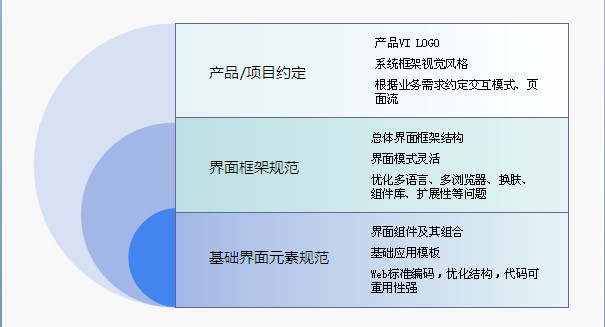 产品/项目约定
产品VI LOGO
系统框架视觉风格
根据业务需求约定交互模式、页
面流
界面框架规范
总体界面框架结构
界面模式灵活
优化多语言、多浏览器、换肤、
组件库、扩展性等问题
基础界面元素规范
界面组件及其组合
基础应用模板
Web标准编码，优化结构，代码可
重用性强